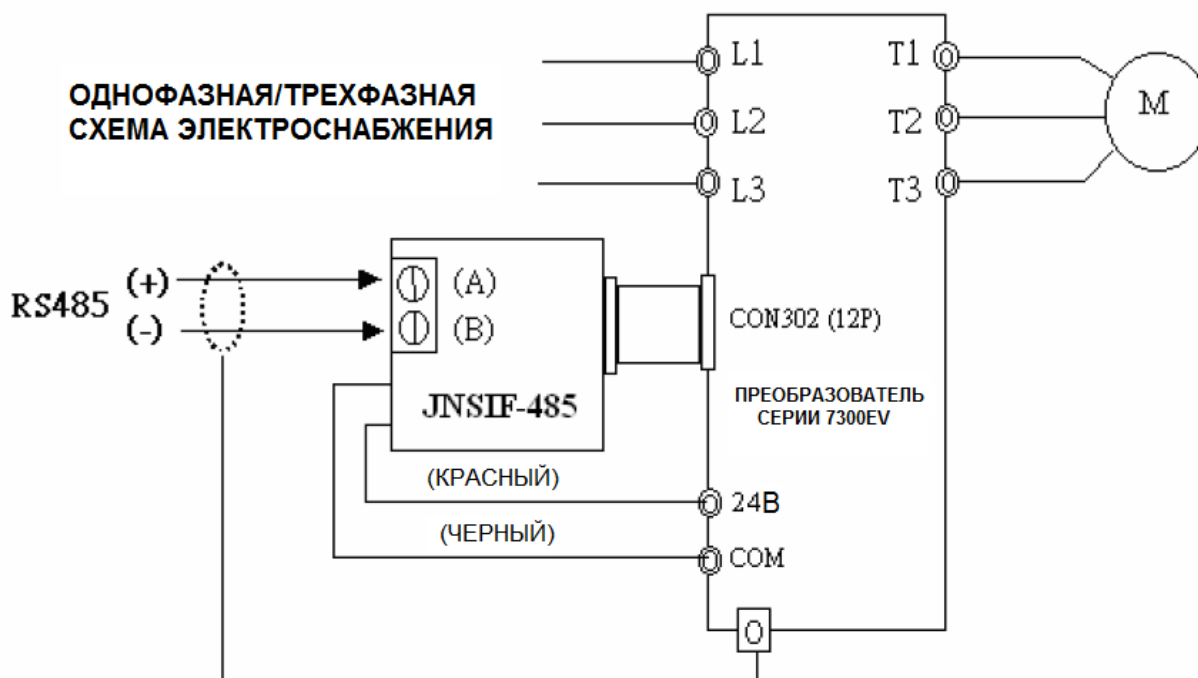 ОДНОФАЗНАЯ/ТРЕХФАЗНАЯ
СХЕМА ЭЛЕКТРОСНАБЖЕНИЯ
L1
T1
M
L2
T2
L3
T3
RS485
(+)
(A)
(-)
(B)
JNSIF-485
CON302 (12P)
ПРЕОБРАЗОВАТЕЛЬ
СЕРИИ 7300EV
(КРАСНЫЙ)
24В
(ЧЕРНЫЙ)
COM
O